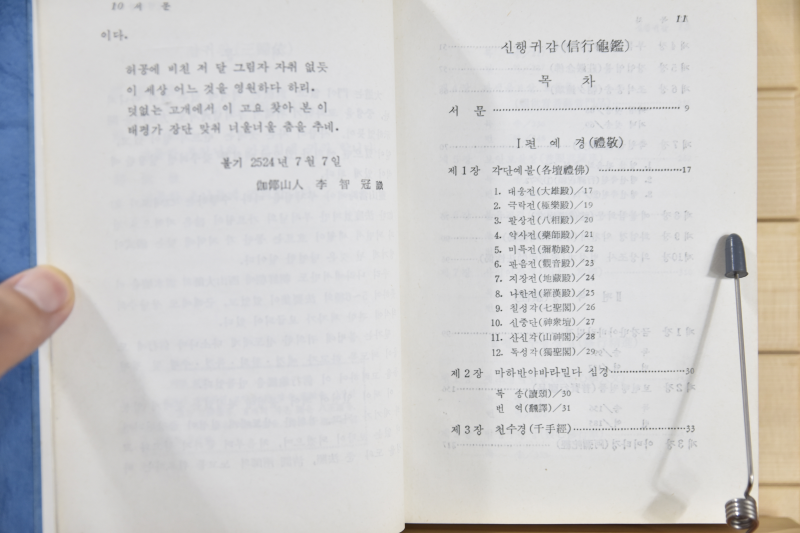 10 서 문
이다.
허공에 비친 저 달 그림자 자취 없듯
이 세상 어느 것을 영원하다 하리.
덧없는 고개에서 이 고요 찾아 본 이
태평가 장단 맞춰 너울너울 춤을 추네.
불기 2524년 7월 7일
伽倻山人 李 智 冠
11
신행귀감(信行龜鑑)
목 차
서 문 9
Ⅰ편 예 경(禮敬)
제1장 각단예불(各壇禮佛) 17
1. 대웅전(大雄殿)/17
2. 극락전(極樂殿)/19
3. 팔상전(八相殿)/20
4. 약사전(藥師殿)/21
5. 미륵전(彌勒殿)/22
6. 관음전(觀音殿)/23
7. 지장전(地藏殿)/24
8. 나한전(羅漢殿)/25
9. 칠성각(七聖閣)/26
10. 신중단(神衆壇)/27
11. 산신각(山神閣)/28
12. 독성각(獨聖閣)/29
제2장 마하반야바라밀다 심경 30
독 송(讀頌)/30
번 역(飜譯)/31
제3장 천수경(千手經) 33